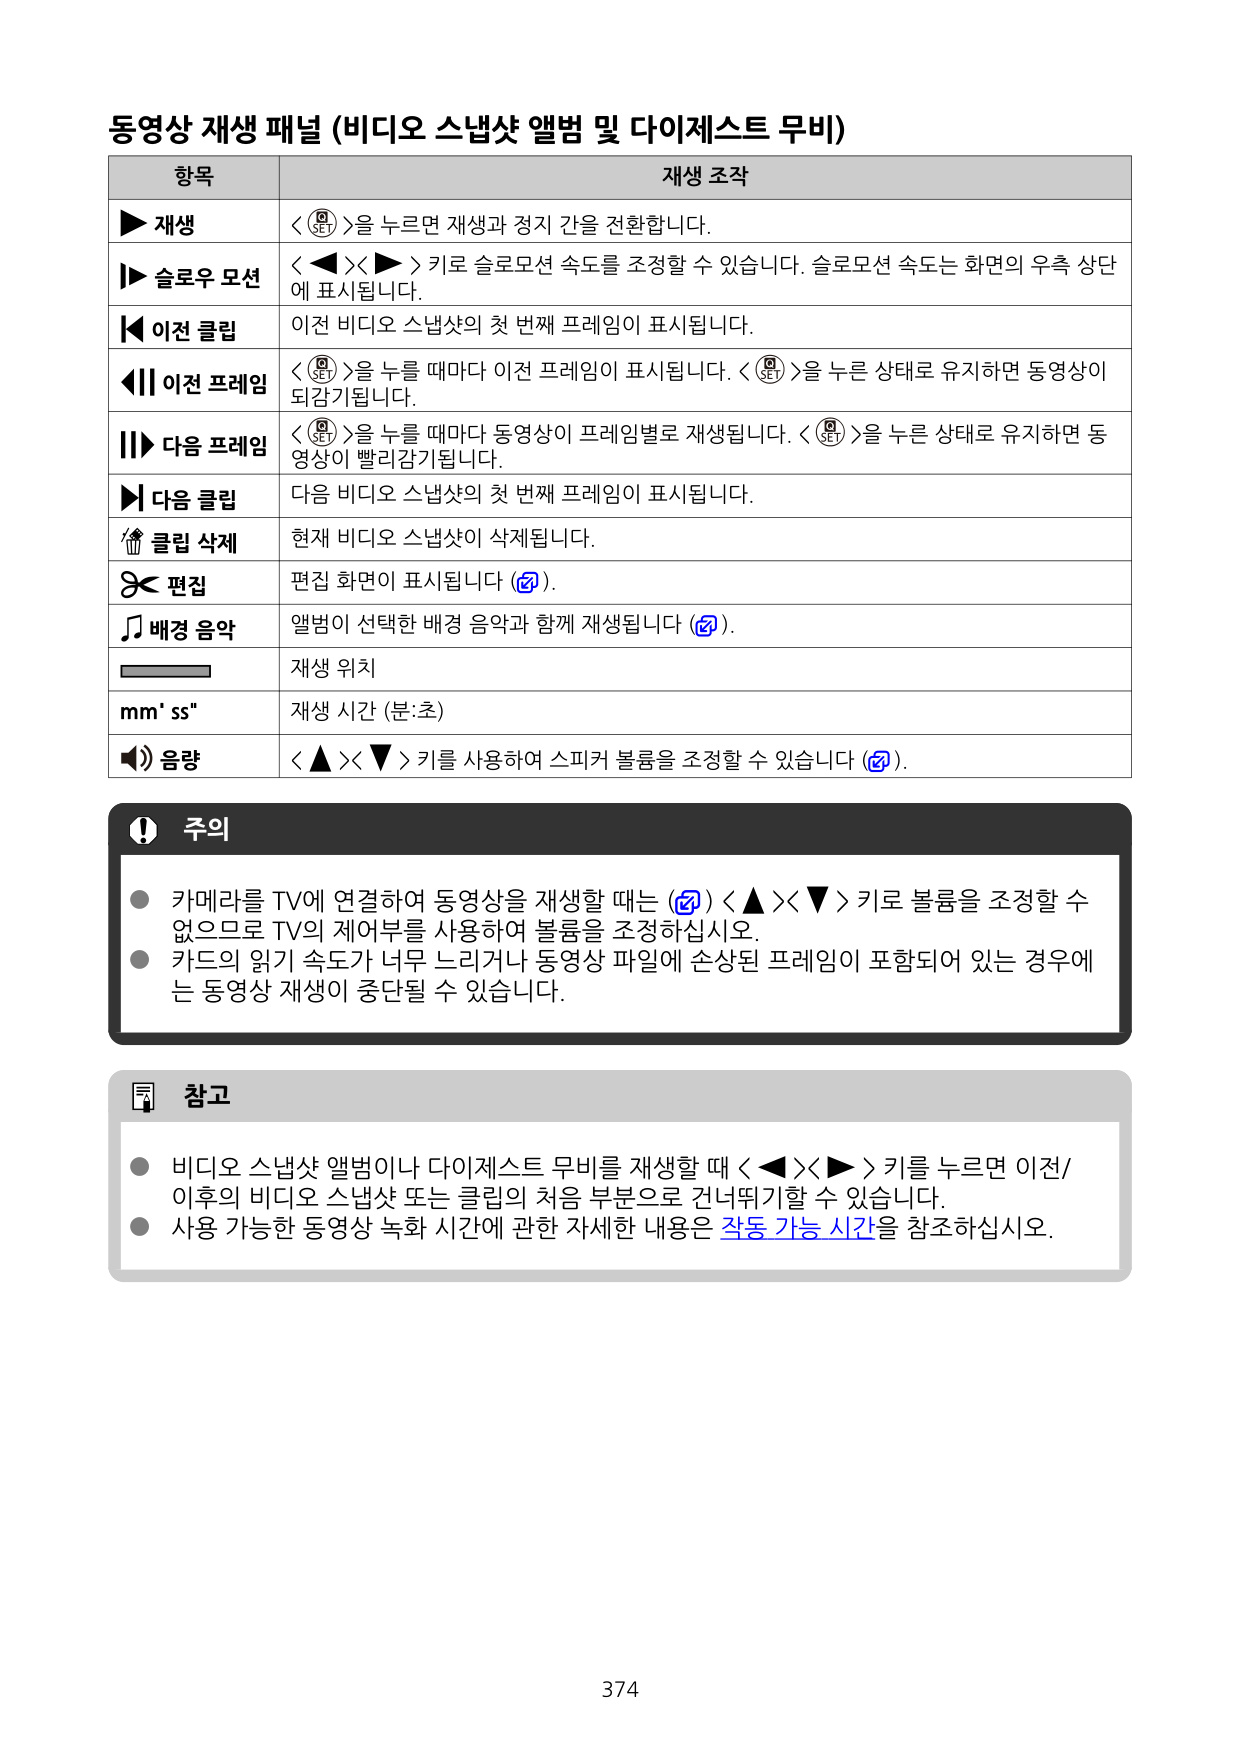 동영상 재생 패널 (비디오 스냅샷 앨범 및 다이제스트 무비)
항목 재생 조작
재생 < Q SET >을 누르면 재생과 정지 간을 전환합니다.
슬로우 모션 < ◀ >< ▶ > 키로 슬로모션 속도를 조정할 수 있습니다. 슬로모션 속도는 화면의 우측 상단
에 표시됩니다.
이전 클립 이전 비디오 스냅샷의 첫 번째 프레임이 표시됩니다.
이전 프레임 < Q SET >을 누를 때마다 이전 프레임이 표시됩니다. < Q SET >을 누른 상태로 유지하면 동영상이
되감기됩니다.
다음 프레임 < Q SET >을 누를 때마다 동영상이 프레임별로 재생됩니다. < Q SET >을 누른 상태로 유지하면 동
영상이 빨리감기됩니다.
다음 클립 다음 비디오 스냅샷의 첫 번째 프레임이 표시됩니다.
클립 삭제 현재 비디오 스냅샷이 삭제됩니다.
편집 편집 화면이 표시됩니다 ( ).
배경 음악 앨범이 선택한 배경 음악과 함께 재생됩니다 ( ).
재생 위치
mm' ss" 재생 시간 (분:초)
음량 < ▲ >< ▼ > 키를 사용하여 스피커 볼륨을 조정할 수 있습니다 ( ).
주의
● 카메라를 TV에 연결하여 동영상을 재생할 때는 ( ) < ▲ >< ▼ > 키로 볼륨을 조정할 수
없으므로 TV의 제어부를 사용하여 볼륨을 조정하십시오.
● 카드의 읽기 속도가 너무 느리거나 동영상 파일에 손상된 프레임이 포함되어 있는 경우에
는 동영상 재생이 중단될 수 있습니다.
참고
● 비디오 스냅샷 앨범이나 다이제스트 무비를 재생할 때 < ◀ >< ▶ > 키를 누르면 이전/
이후의 비디오 스냅샷 또는 클립의 처음 부분으로 건너뛰기할 수 있습니다.
● 사용 가능한 동영상 녹화 시간에 관한 자세한 내용은 작동 가능 시간을 참조하십시오.
374